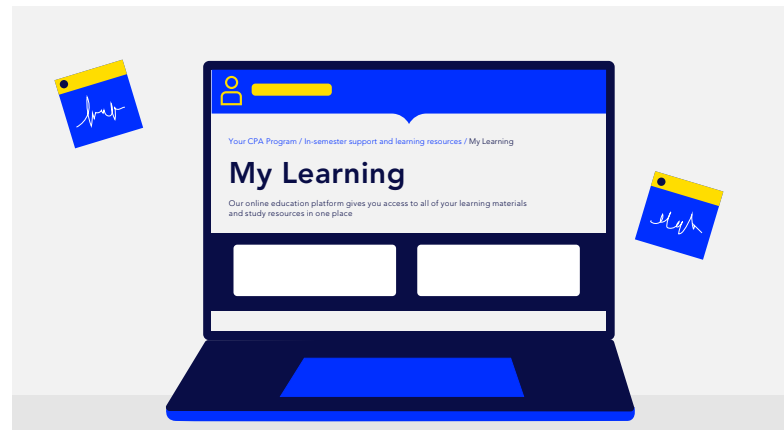 Your CPA Program / In-semester support and learning resources / My Learning
My Learning
Our online education platform gives you access to all of your learning materials
and study resources in one place